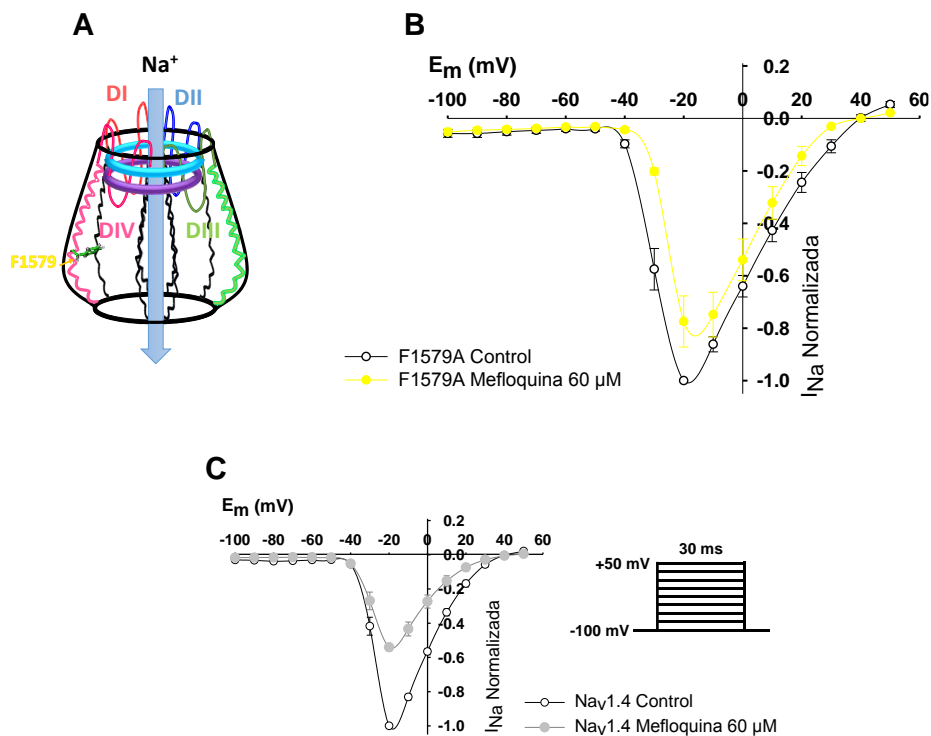 A
Na+
DI
DII
DIV
DIII
F1579
B
Em (mV)
-100 -80 -60 -40 -20 0 20 40 60
0.2
0.0
-0.2
-0.4
-0.6
-0.8
-1.0
INa Normalizada
F1579A Control
F1579A Mefloquina 60 µM
C
Em (mV)
-100 -80 -60 -40 -20 0 20 40 60
0.2
0.0
-0.2
-0.4
-0.6
-0.8
-1.0
INa Normalizada
30 ms
+50 mV
-100 mV
Nav1.4 Control
Nav1.4 Mefloquina 60 µM